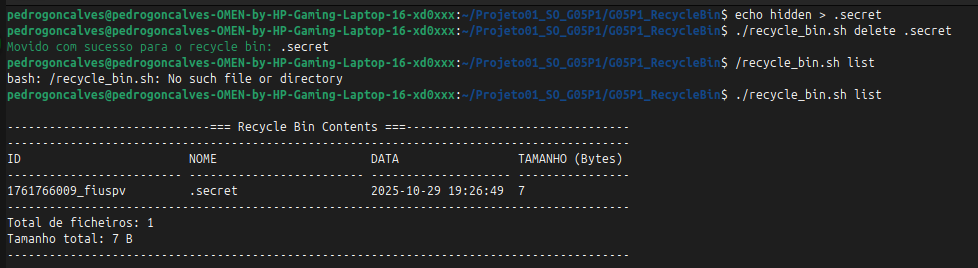 pedrogoncalves@pedrogoncalves-OMEN-by-HP-Gaming-Laptop-16-xd0xxx:~/Projeto01_SO_G05P1/G05P1_RecycleBin$ echo hidden > .secret
pedrogoncalves@pedrogoncalves-OMEN-by-HP-Gaming-Laptop-16-xd0xxx:~/Projeto01_SO_G05P1/G05P1_RecycleBin$ ./recycle_bin.sh delete .secret
Movido com sucesso para o recycle bin: .secret
pedrogoncalves@pedrogoncalves-OMEN-by-HP-Gaming-Laptop-16-xd0xxx:~/Projeto01_SO_G05P1/G05P1_RecycleBin$ /recycle_bin.sh list
bash: /recycle_bin.sh: No such file or directory
pedrogoncalves@pedrogoncalves-OMEN-by-HP-Gaming-Laptop-16-xd0xxx:~/Projeto01_SO_G05P1/G05P1_RecycleBin$ ./recycle_bin.sh list
-----------------------------=== Recycle Bin Contents ===--------------------------------
-----------------------------------------------------------------------------------------
ID NOME DATA TAMANHO (Bytes)
------------------------- ------------------------- -------------------- ----------------
1761766009_fiuspv .secret 2025-10-29 19:26:49 7
-----------------------------------------------------------------------------------------
Total de ficheiros: 1
Tamanho total: 7 B
-----------------------------------------------------------------------------------------